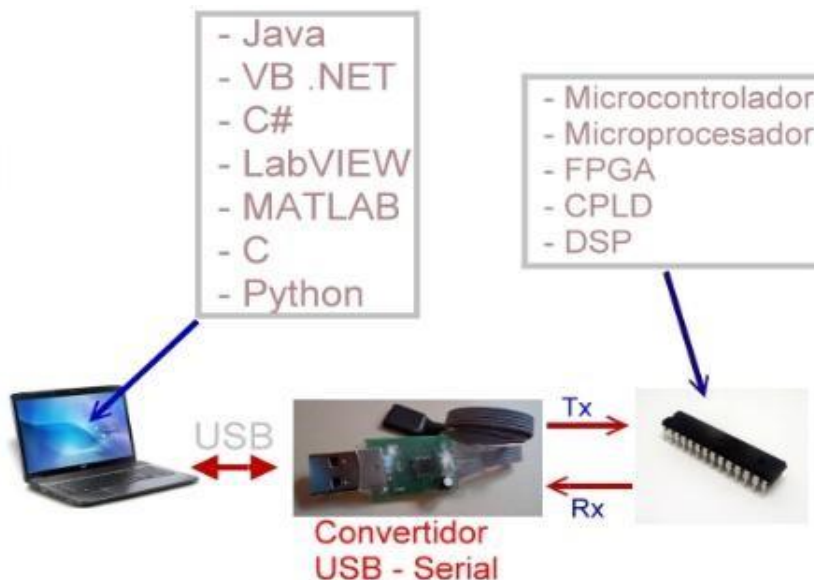 - Java
- VB .NET
- C#
- LabVIEW
- MATLAB
- C
- Python
- Microcontrolador
- Microprocesador
- FPGA
- CPLD
- DSP
USB
Tx
Rx
Convertidor
USB - Serial